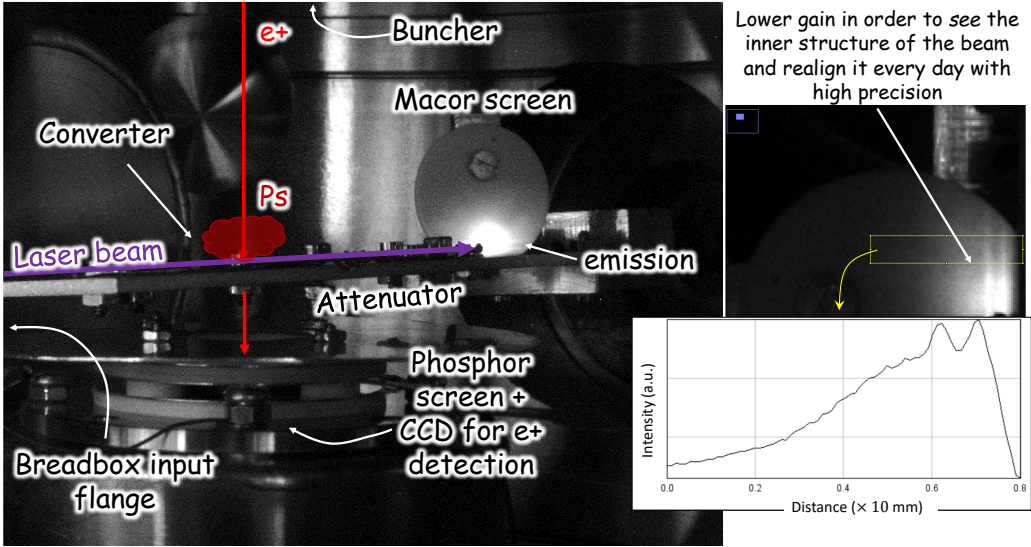 e+
Buncher
Macor screen
Converter
Ps
Laser beam
emission
Attenuator
Phosphor
screen +
CCD for e+
detection
Breadbox input
flange
Lower gain in order to see the
inner structure of the beam
and realign it every day with
high precision
Intensity (a.u.)
0.0 0.2 0.4 0.6 0.8
Distance (× 10 mm)